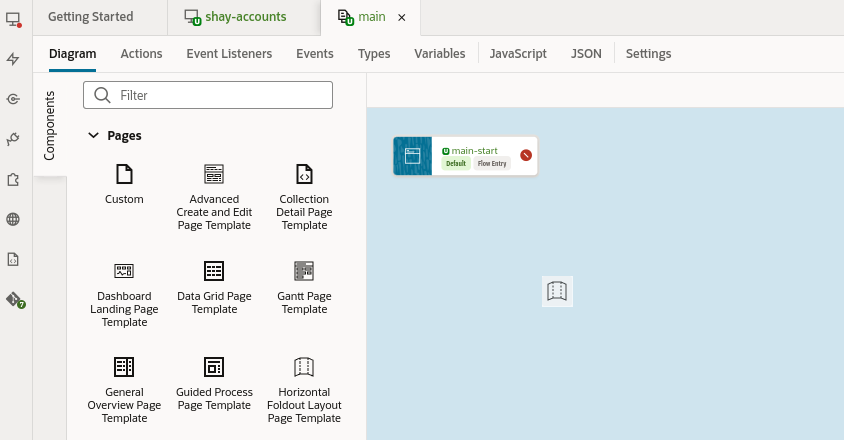 Getting Started
shay-accounts
main
Diagram
Actions
Event Listeners
Events
Types
Variables
JavaScript
JSON
Settings
Components
Filter
Pages
Custom
Advanced
Create and Edit
Page Template
Collection
Detail Page
Template
Dashboard
Landing Page
Template
Data Grid Page
Template
Gantt Page
Template
General
Overview Page
Template
Guided Process
Page Template
Horizontal
Foldout Layout
Page Template
U main-start
Default
Flow Entry
U
U
?